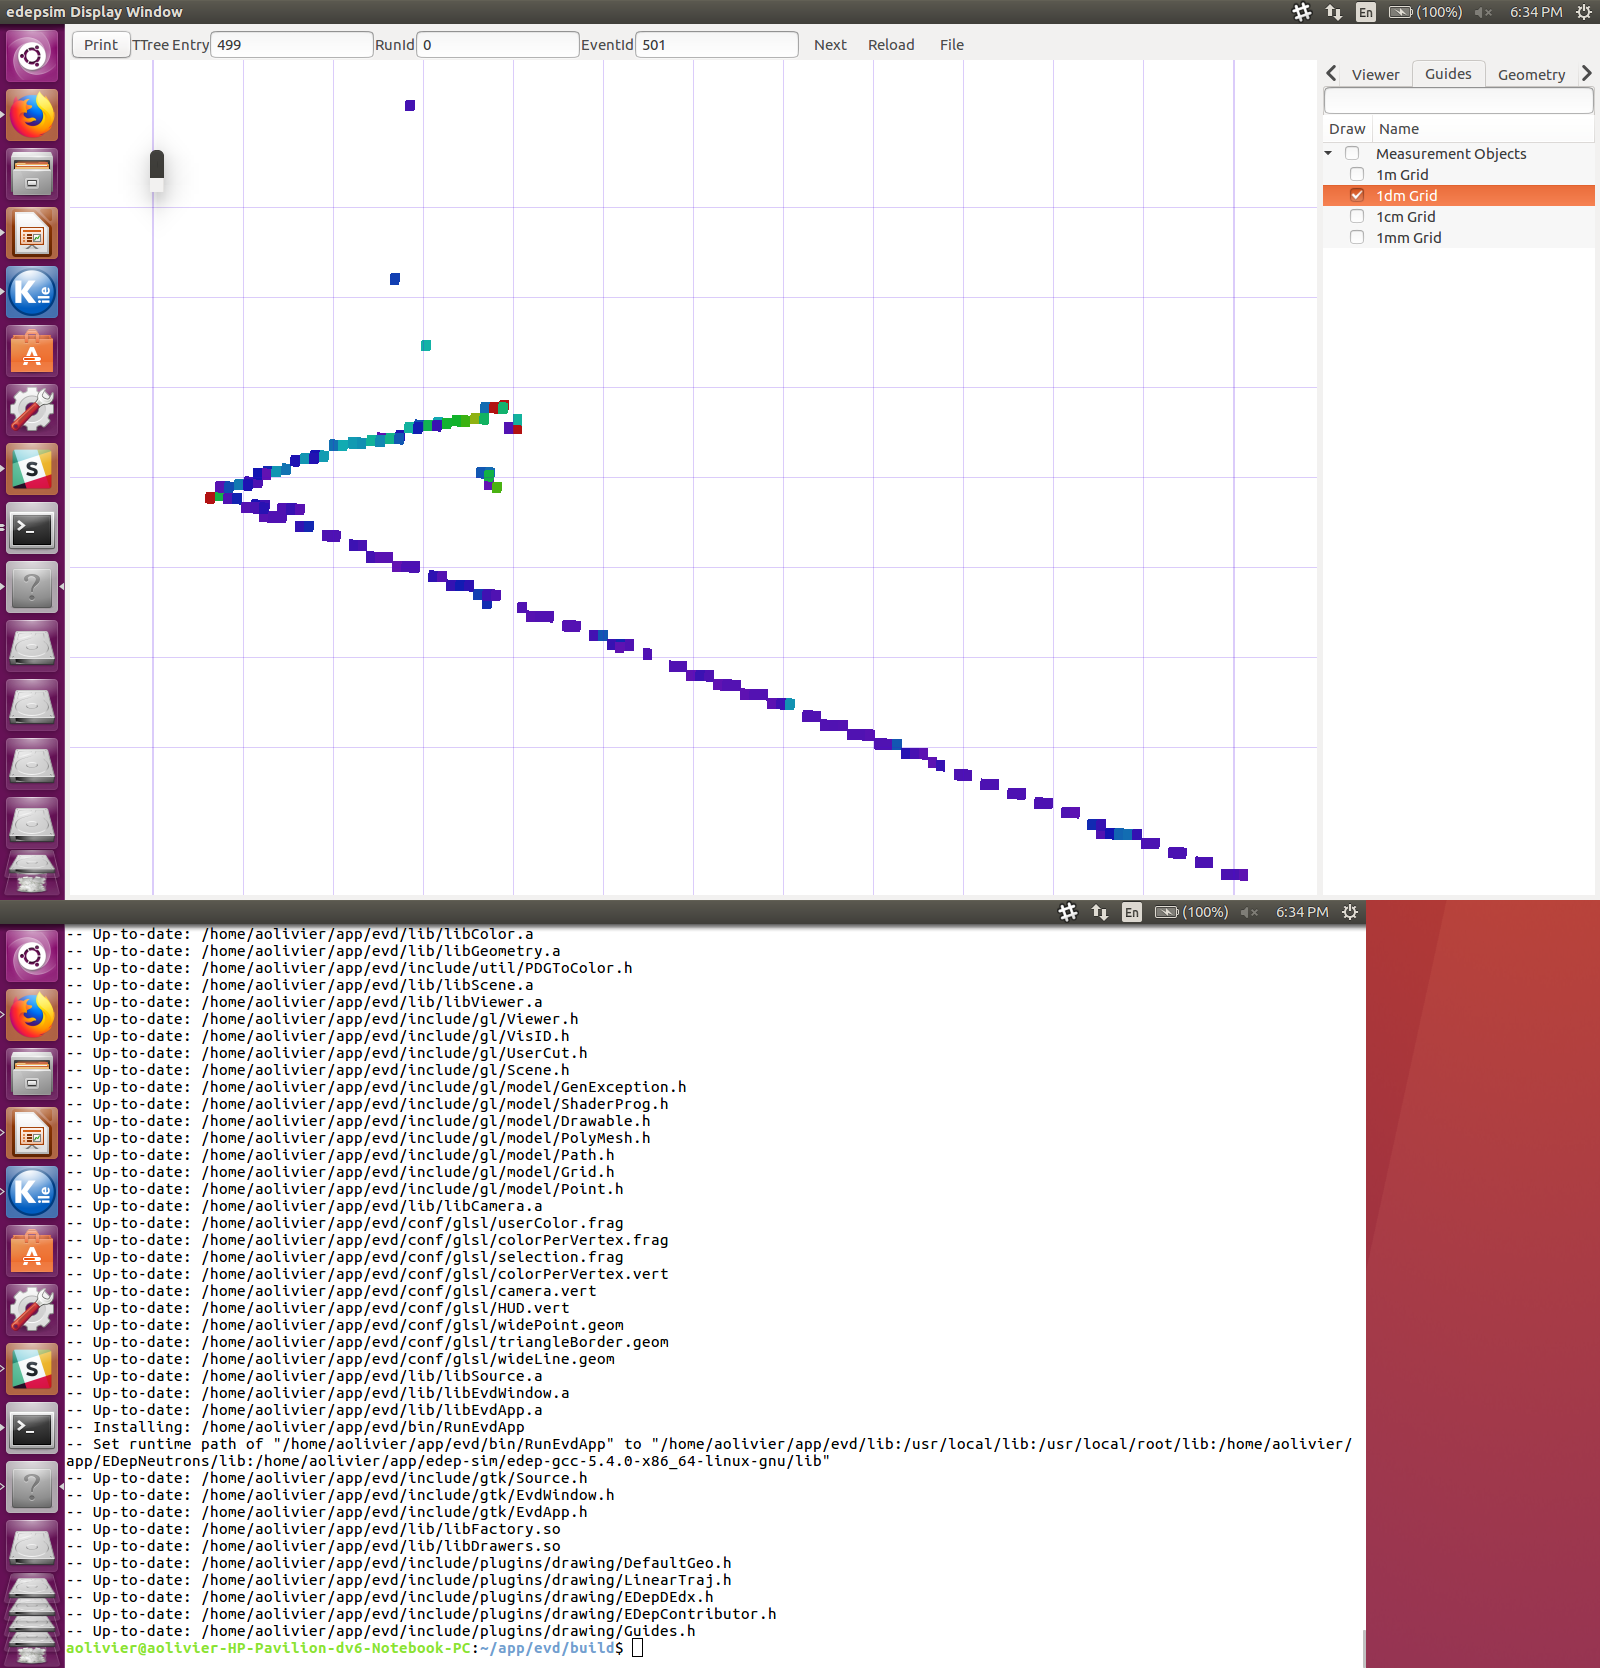 edepsim Display Window
En (100%) 6:34 PM
Print TTree Entry 499 RunId 0 EventId 501 Next Reload File
Viewer Guides Geometry
Draw Name
Measurement Objects
1m Grid
1dm Grid
1cm Grid
1mm Grid
K ile
A
S
>_
?
En (100%) 6:34 PM
K ile
A
S
>_
?
-- Up-to-date: /home/aolivier/app/evd/lib/libColor.a
-- Up-to-date: /home/aolivier/app/evd/lib/libGeometry.a
-- Up-to-date: /home/aolivier/app/evd/include/util/PDGToColor.h
-- Up-to-date: /home/aolivier/app/evd/lib/libScene.a
-- Up-to-date: /home/aolivier/app/evd/lib/libViewer.a
-- Up-to-date: /home/aolivier/app/evd/include/gl/Viewer.h
-- Up-to-date: /home/aolivier/app/evd/include/gl/VisID.h
-- Up-to-date: /home/aolivier/app/evd/include/gl/UserCut.h
-- Up-to-date: /home/aolivier/app/evd/include/gl/Scene.h
-- Up-to-date: /home/aolivier/app/evd/include/gl/model/GenException.h
-- Up-to-date: /home/aolivier/app/evd/include/gl/model/ShaderProg.h
-- Up-to-date: /home/aolivier/app/evd/include/gl/model/Drawable.h
-- Up-to-date: /home/aolivier/app/evd/include/gl/model/PolyMesh.h
-- Up-to-date: /home/aolivier/app/evd/include/gl/model/Path.h
-- Up-to-date: /home/aolivier/app/evd/include/gl/model/Grid.h
-- Up-to-date: /home/aolivier/app/evd/include/gl/model/Point.h
-- Up-to-date: /home/aolivier/app/evd/lib/libCamera.a
-- Up-to-date: /home/aolivier/app/evd/conf/glsl/userColor.frag
-- Up-to-date: /home/aolivier/app/evd/conf/glsl/colorPerVertex.frag
-- Up-to-date: /home/aolivier/app/evd/conf/glsl/selection.frag
-- Up-to-date: /home/aolivier/app/evd/conf/glsl/colorPerVertex.vert
-- Up-to-date: /home/aolivier/app/evd/conf/glsl/camera.vert
-- Up-to-date: /home/aolivier/app/evd/conf/glsl/HUD.vert
-- Up-to-date: /home/aolivier/app/evd/conf/glsl/widePoint.geom
-- Up-to-date: /home/aolivier/app/evd/conf/glsl/triangleBorder.geom
-- Up-to-date: /home/aolivier/app/evd/conf/glsl/wideLine.geom
-- Up-to-date: /home/aolivier/app/evd/lib/libSource.a
-- Up-to-date: /home/aolivier/app/evd/lib/libEvdWindow.a
-- Up-to-date: /home/aolivier/app/evd/lib/libEvdApp.a
-- Installing: /home/aolivier/app/evd/bin/RunEvdApp
-- Set runtime path of "/home/aolivier/app/evd/bin/RunEvdApp" to "/home/aolivier/app/evd/lib:/usr/local/lib:/usr/local/root/lib:/home/aolivier/
app/EDepNeutrons/lib:/home/aolivier/app/edep-sim/edep-gcc-5.4.0-x86_64-linux-gnu/lib"
-- Up-to-date: /home/aolivier/app/evd/include/gtk/Source.h
-- Up-to-date: /home/aolivier/app/evd/include/gtk/EvdWindow.h
-- Up-to-date: /home/aolivier/app/evd/include/gtk/EvdApp.h
-- Up-to-date: /home/aolivier/app/evd/lib/libFactory.so
-- Up-to-date: /home/aolivier/app/evd/lib/libDrawers.so
-- Up-to-date: /home/aolivier/app/evd/include/plugins/drawing/DefaultGeo.h
-- Up-to-date: /home/aolivier/app/evd/include/plugins/drawing/LinearTraj.h
-- Up-to-date: /home/aolivier/app/evd/include/plugins/drawing/EDepDEdx.h
-- Up-to-date: /home/aolivier/app/evd/include/plugins/drawing/EDepContributor.h
-- Up-to-date: /home/aolivier/app/evd/include/plugins/drawing/Guides.h
aolivier@aolivier-HP-Pavilion-dv6-Notebook-PC:~/app/evd/build$